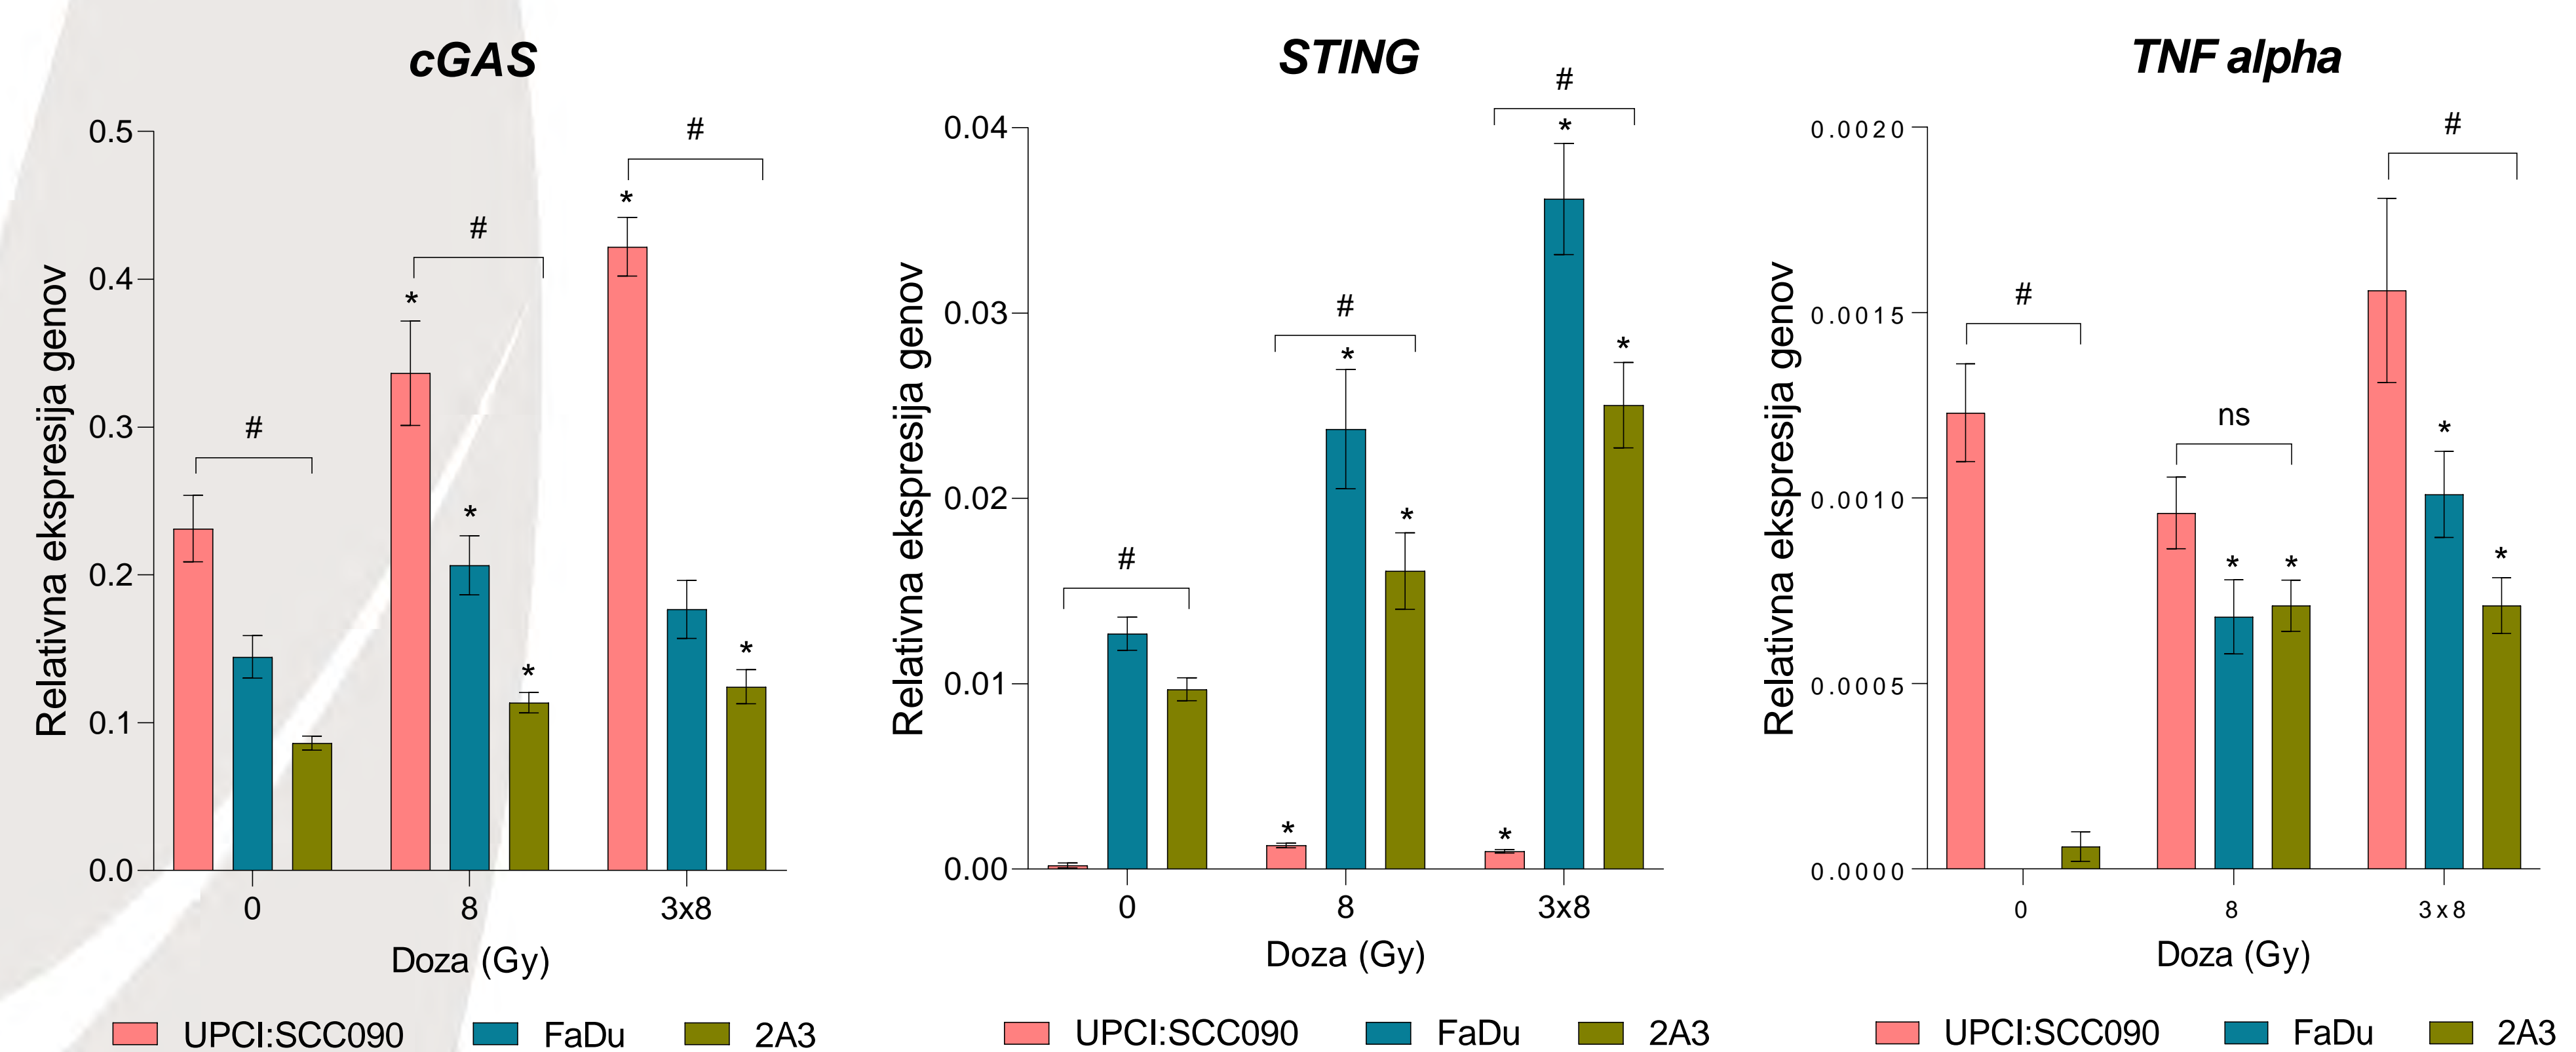 cGAS
#
0.5
#
*
#
*
0.4
#
0.3
*
0.2
*
*
0.1
0.0
0 8 3x8
Relativna ekspresija genov
Doza (Gy)
UPCI:SCC090 FaDu 2A3
STING
#
0.04
*
#
0.03
*
*
0.02
*
#
0.01
*
*
0.00
0 8 3x8
Relativna ekspresija genov
Doza (Gy)
UPCI:SCC090 FaDu 2A3
TNF alpha
0.0020
#
#
0.0015
ns
*
0.0010
*
*
*
0.0005
0.0000
0 8 3x8
Relativna ekspresija genov
Doza (Gy)
UPCI:SCC090 FaDu 2A3